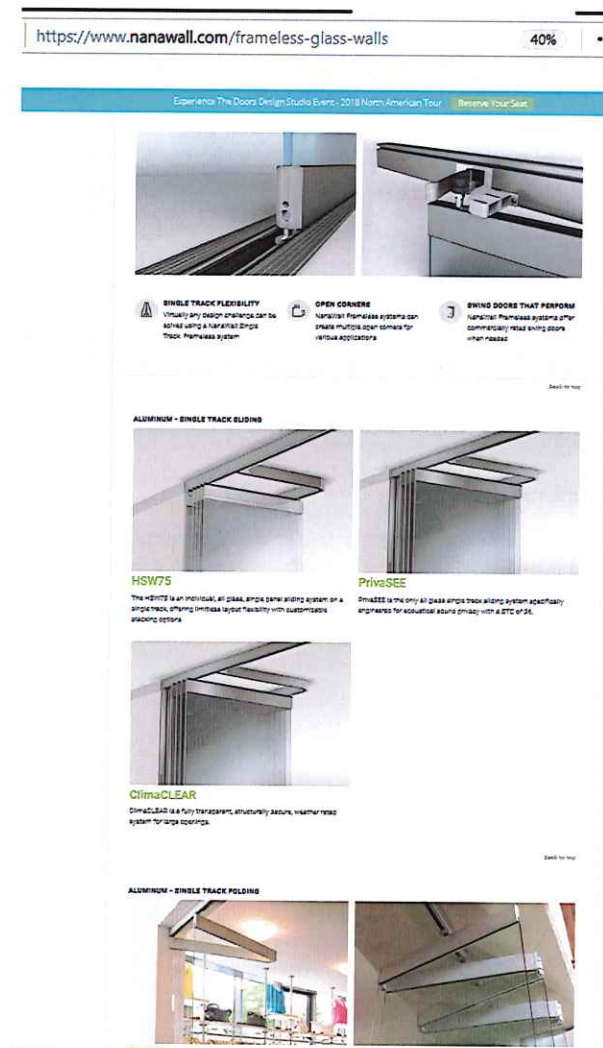 https://www.nanawall.com/frameless-glass-walls
40%
Experience The Doors Design Studio Event - 2018 North American Tour
Reserve Your Seat
SINGLE TRACK FLEXIBILITY
Virtually any design challenge can be
solved using a NanaWall Single
Track Frameless system
OPEN CORNERS
NanaWall Frameless systems can
create multiple open corners for
various applications
SWING DOORS THAT PERFORM
NanaWall Frameless systems offer
commercially rated swing doors
when needed
Back to top
ALUMINUM – SINGLE TRACK SLIDING
HSW75
The HSW75 is an individual, all glass, single panel sliding system on a
single track, offering limitless layout flexibility with customizable
stacking options
PrivaSEE
PrivaSEE is the only all glass single track sliding system specifically
engineered for acoustical sound privacy with a STC of 36.
ClimaCLEAR
ClimaCLEAR is a fully transparent, structurally secure, weather rated
system for large openings.
Back to top
ALUMINUM – SINGLE TRACK FOLDING